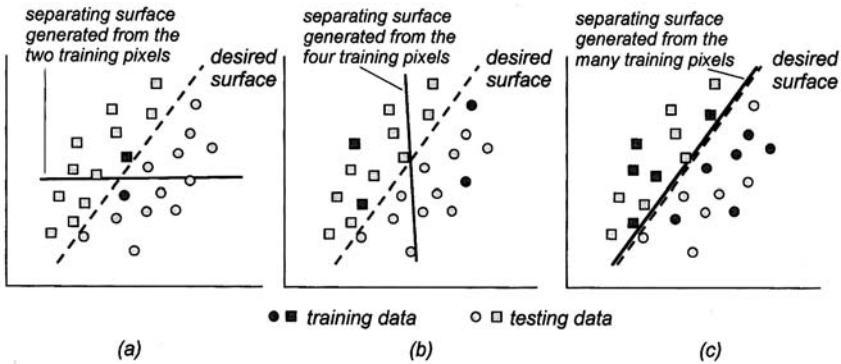 separating surface
generated from the
two training pixels
desired
surface
separating surface
generated from the
four training pixels
desired
surface
separating surface
generated from the
many training pixels
desired
surface
training data
testing data
(a)
(b)
(c)